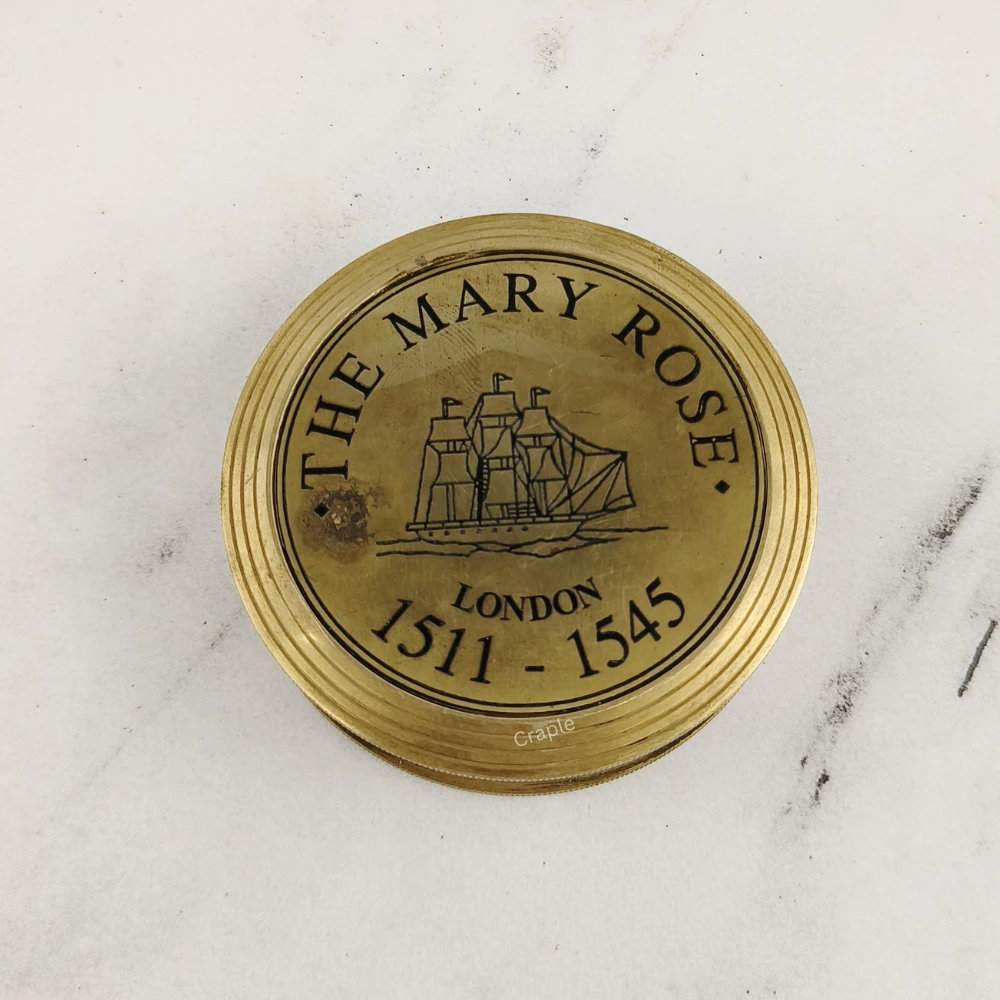 THE MARY ROSE
LONDON
1511 - 1545
Craple